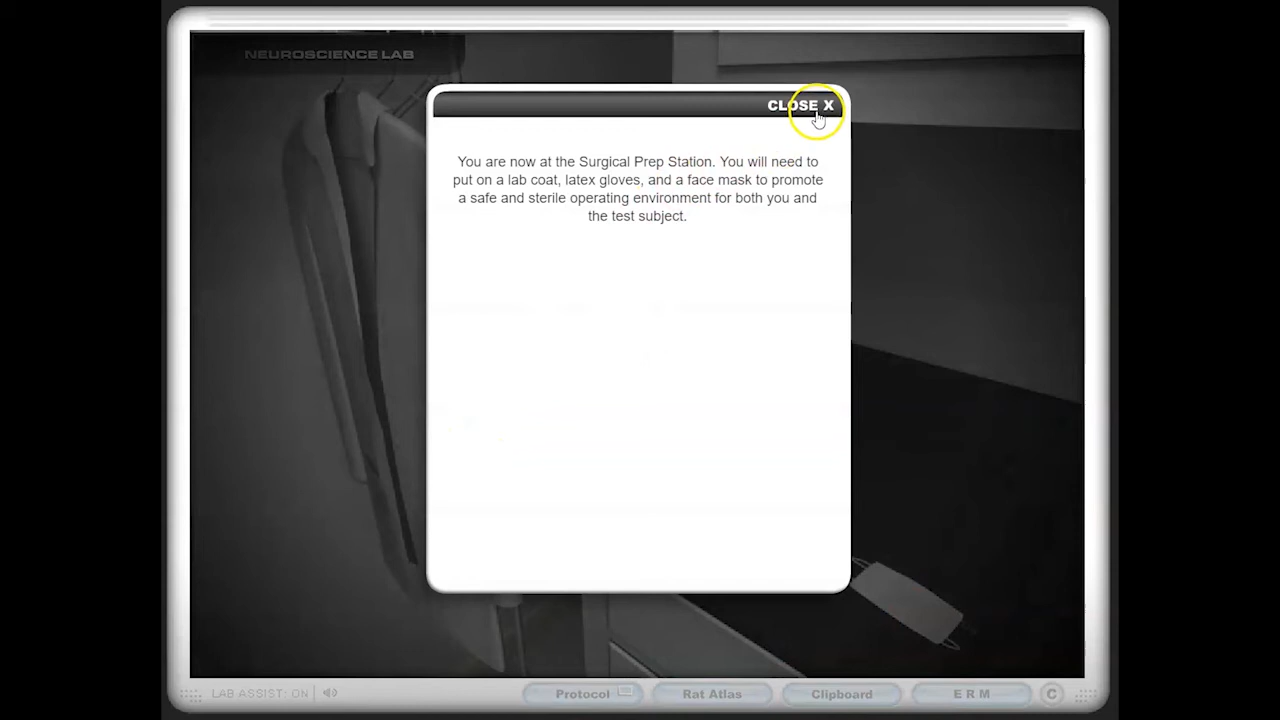 NEUROSCIENCE LAB
CLOSE X
You are now at the Surgical Prep Station. You will need to
put on a lab coat, latex gloves, and a face mask to promote
a safe and sterile operating environment for both you and
the test subject.
LAB ASSIST: ON
Protocol
Rat Atlas
Clipboard
E R M
C